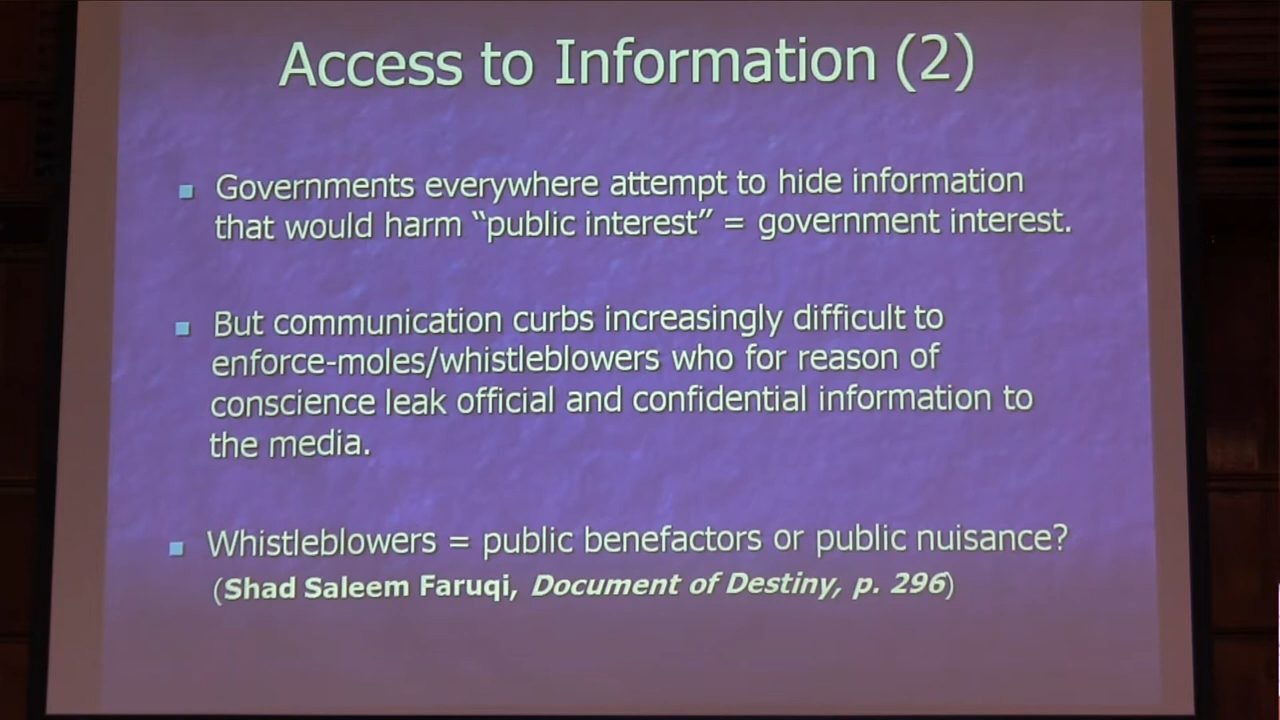 Access to Information (2)
Governments everywhere attempt to hide information
that would harm “public interest” = government interest.
But communication curbs increasingly difficult to
enforce-moles/whistleblowers who for reason of
conscience leak official and confidential information to
the media.
Whistleblowers = public benefactors or public nuisance?
(Shad Saleem Faruqi, Document of Destiny, p. 296)